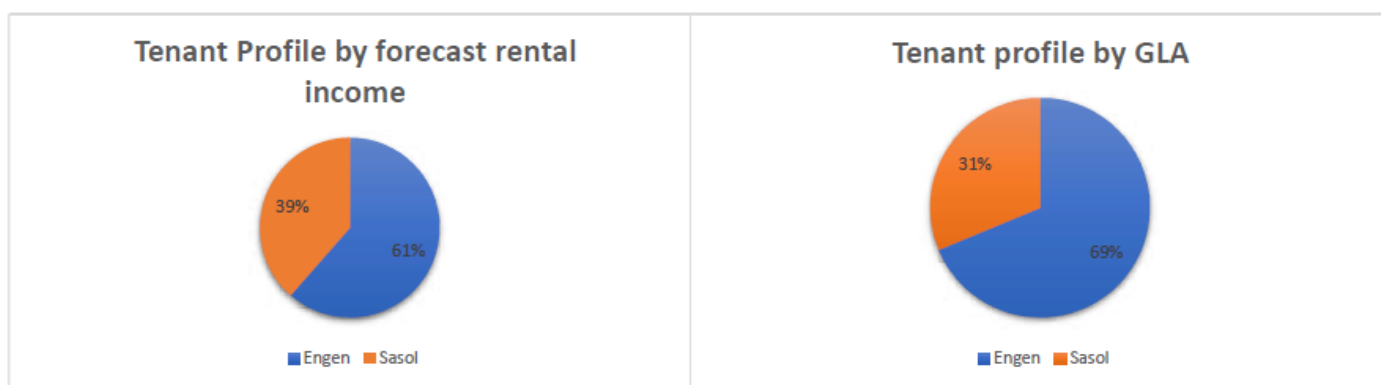 Tenant Profile by forecast rental
income
39%
61%
Engen Sasol
Tenant profile by GLA
31%
69%
Engen Sasol